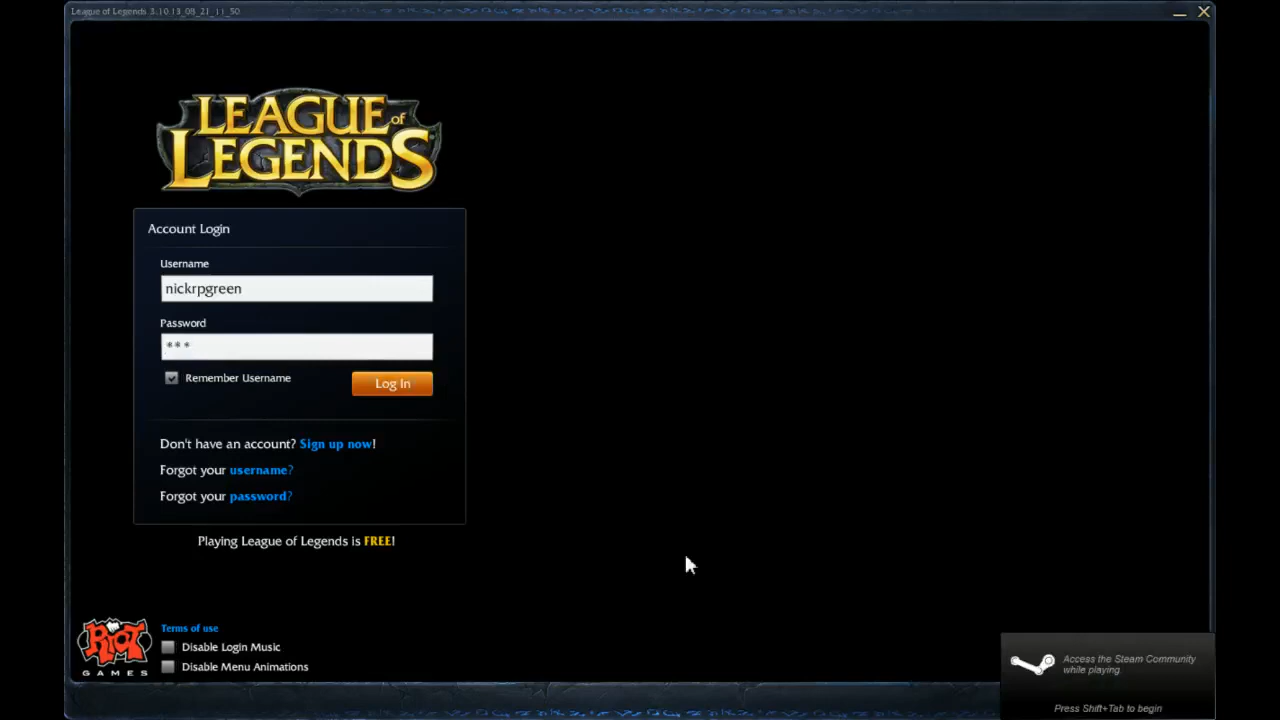 League of Legends 3.10.13_08_21_11_50
LEAGUE of
LEGENDS
Account Login
Username
nickrpgreen
Password
***
Remember Username
Log In
Don't have an account? Sign up now!
Forgot your username?
Forgot your password?
Playing League of Legends is FREE!
Terms of use
RIOT
GAMES
Disable Login Music
Disable Menu Animations
Access the Steam Community
while playing.
Press Shift+Tab to begin